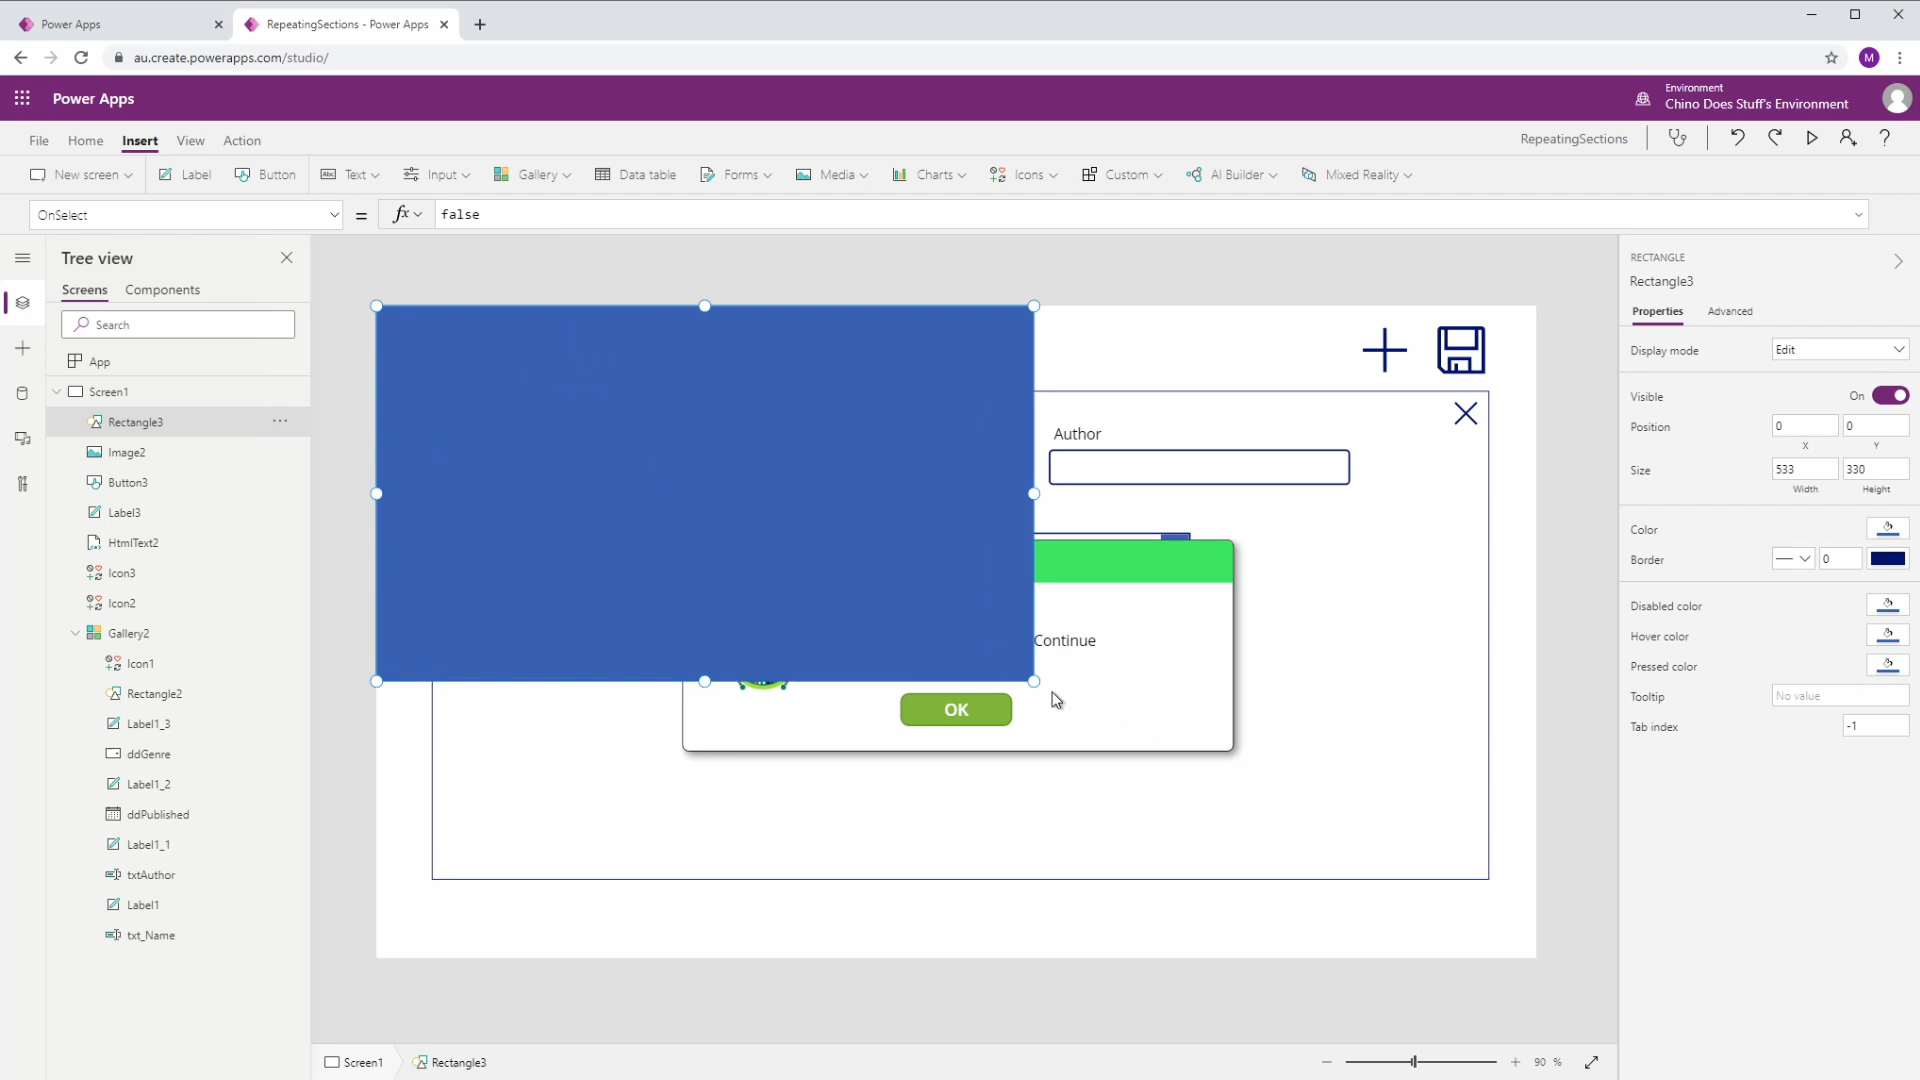 Power Apps
RepeatingSections - Power Apps
au.create.powerapps.com/studio/
M
Power Apps
Environment
Chino Does Stuff's Environment
File
Home
Insert
View
Action
RepeatingSections
New screen
Label
Button
Text
Input
Gallery
Data table
Forms
Media
Charts
Icons
Custom
AI Builder
Mixed Reality
OnSelect
=
fx
false
Tree view
Screens
Components
Search
App
Screen1
Rectangle3
Image2
Button3
Label3
HtmlText2
Icon3
Icon2
Gallery2
Icon1
Rectangle2
Label1_3
ddGenre
Label1_2
ddPublished
Label1_1
txtAuthor
Label1
txt_Name
Author
Continue
OK
RECTANGLE
Rectangle3
Properties
Advanced
Display mode
Edit
Visible
On
Position
0
0
X
Y
Size
533
330
Width
Height
Color
Border
0
Disabled color
Hover color
Pressed color
Tooltip
No value
Tab index
-1
Screen1
Rectangle3
90 %